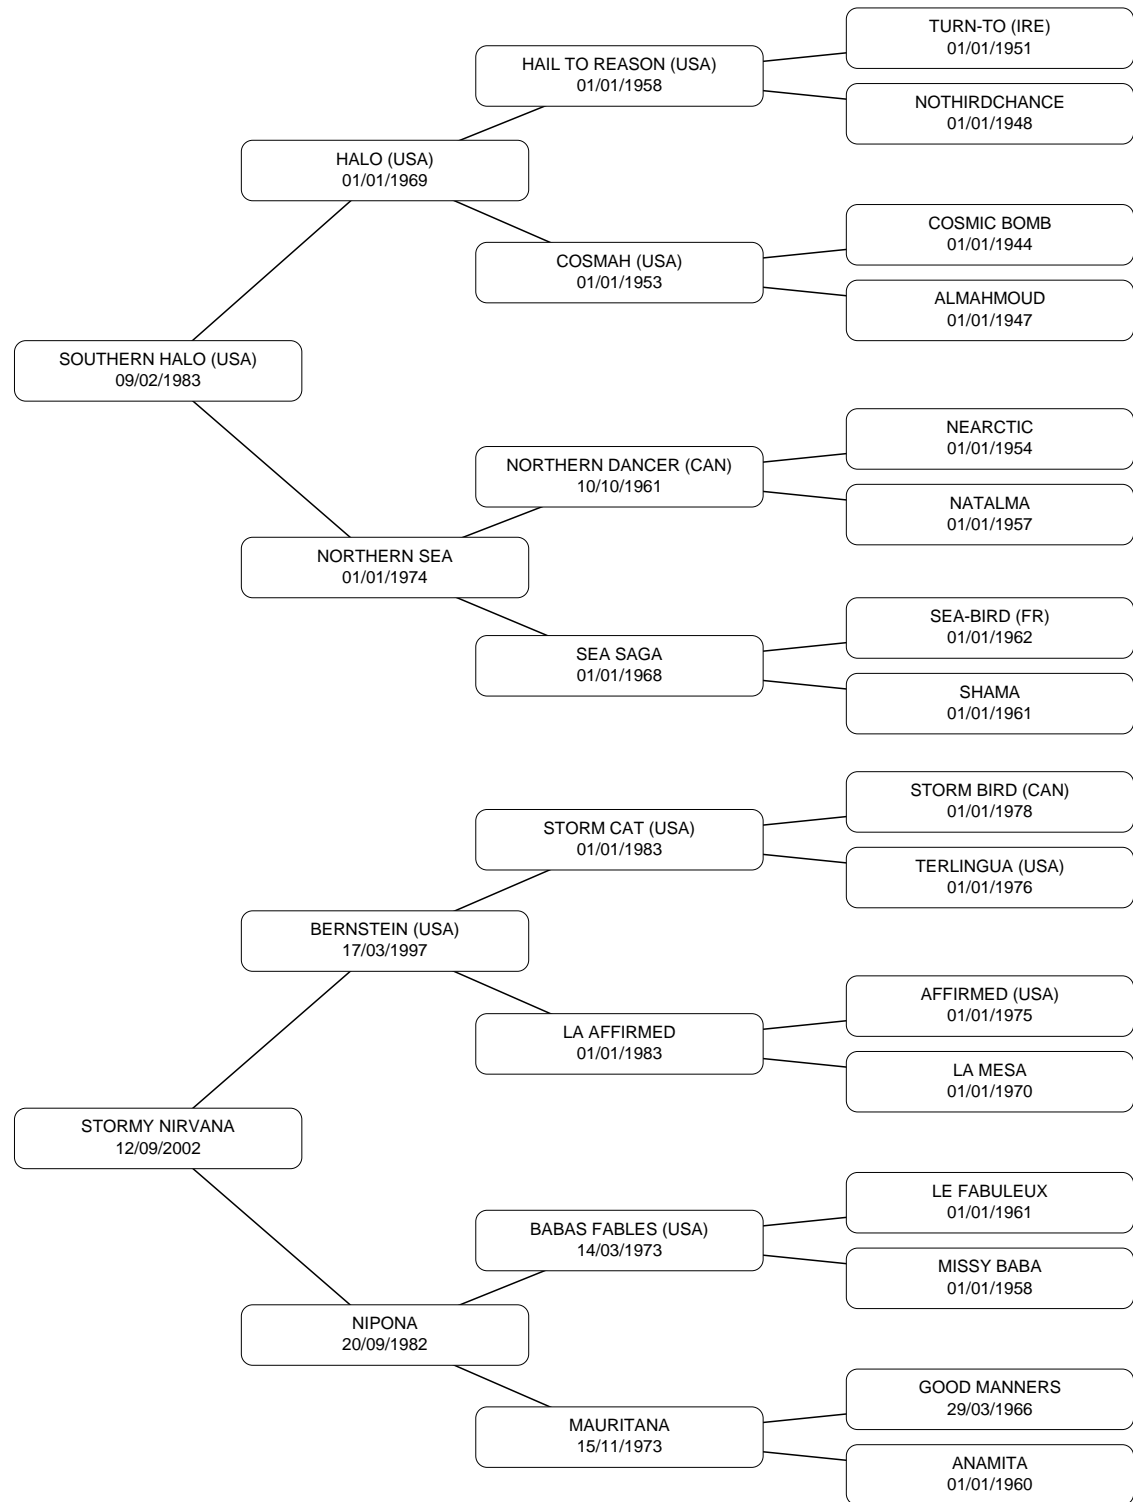 TURN-TO (IRE)
01/01/1951
HAIL TO REASON (USA)
01/01/1958
NOTHIRDCHANCE
01/01/1948
HALO (USA)
01/01/1969
COSMIC BOMB
01/01/1944
COSMAH (USA)
01/01/1953
ALMAHMOUD
01/01/1947
SOUTHERN HALO (USA)
09/02/1983
NEARCTIC
01/01/1954
NORTHERN DANCER (CAN)
10/10/1961
NATALMA
01/01/1957
NORTHERN SEA
01/01/1974
SEA-BIRD (FR)
01/01/1962
SEA SAGA
01/01/1968
SHAMA
01/01/1961
STORM BIRD (CAN)
01/01/1978
STORM CAT (USA)
01/01/1983
TERLINGUA (USA)
01/01/1976
BERNSTEIN (USA)
17/03/1997
AFFIRMED (USA)
01/01/1975
LA AFFIRMED
01/01/1983
LA MESA
01/01/1970
STORMY NIRVANA
12/09/2002
LE FABULEUX
01/01/1961
BABAS FABLES (USA)
14/03/1973
MISSY BABA
01/01/1958
NIPONA
20/09/1982
GOOD MANNERS
29/03/1966
MAURITANA
15/11/1973
ANAMITA
01/01/1960